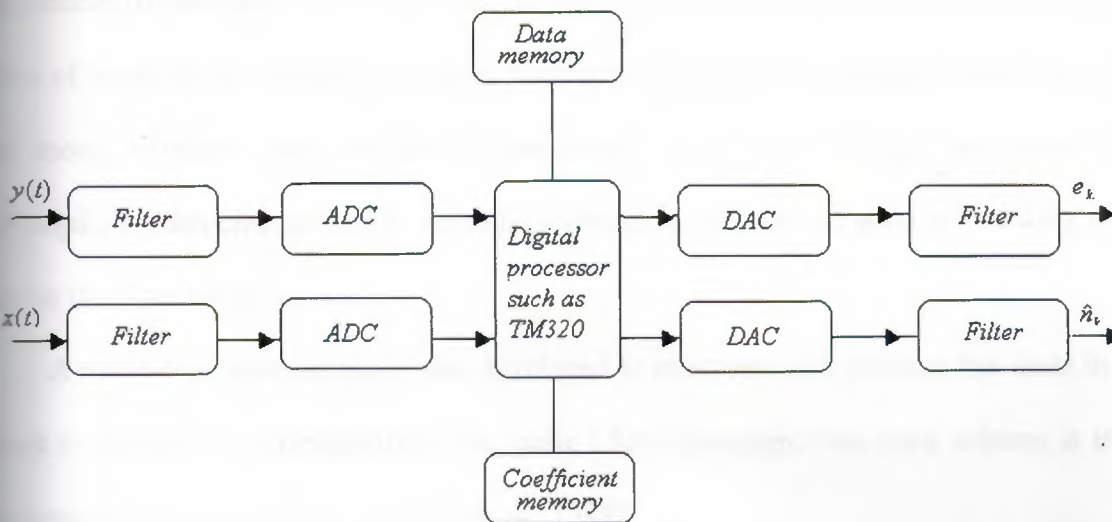 Data
memory
y(t)
Filter
ADC
Digital
processor
such as
TM320
DAC
Filter
e_k
x(t)
Filter
ADC
DAC
Filter
n̂_k
Coefficient
memory